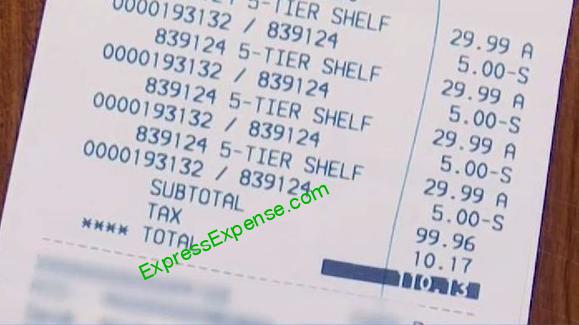 5-TIER SHELF 29.99 A
0000193132 / 839124 5.00-S
839124 5-TIER SHELF 29.99 A
0000193132 / 839124 5.00-S
839124 5-TIER SHELF 29.99 A
0000193132 / 839124 5.00-S
839124 5-TIER SHELF 29.99 A
0000193132 / 839124 5.00-S
SUBTOTAL 99.96
TAX 10.17
**** TOTAL 110.13
ExpressExpense.com